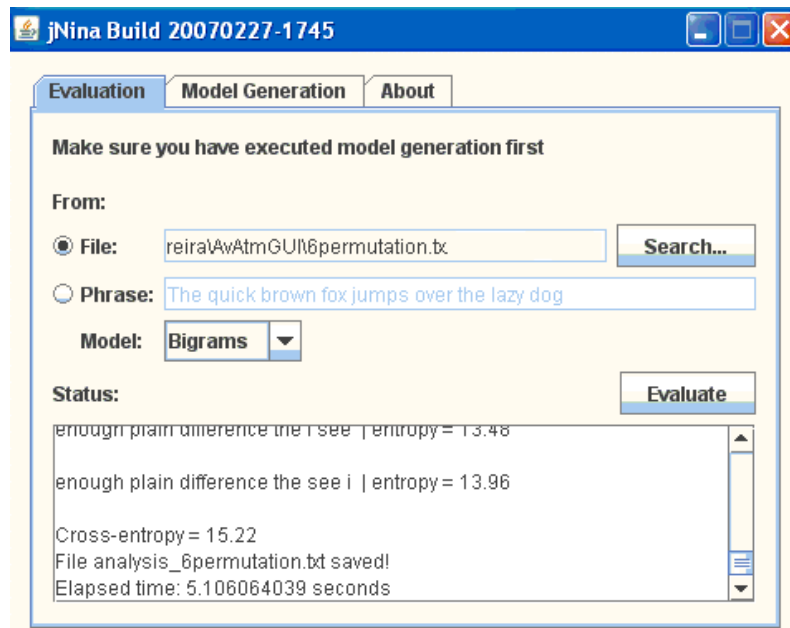 jNina Build 20070227-1745
Evaluation Model Generation About
Make sure you have executed model generation first
From:
File: reira\AvAtmGUI\6permutation.tx Search...
Phrase: The quick brown fox jumps over the lazy dog
Model: Bigrams
Status: Evaluate
enough plain difference the i see | entropy = 13.48
enough plain difference the see i | entropy = 13.96
Cross-entropy = 15.22
File analysis_6permutation.txt saved!
Elapsed time: 5.106064039 seconds